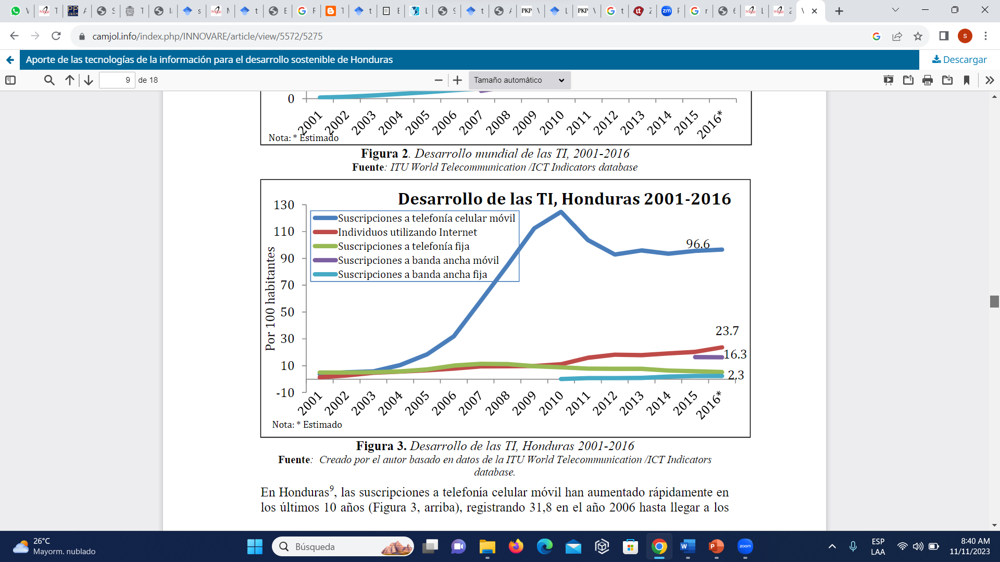 camjol.info/index.php/INNOVARE/article/view/5572/5275
Aporte de las tecnologías de la información para el desarrollo sostenible de Honduras
Descargar
9 de 18
Tamaño automático
0
2001 2002 2003 2004 2005 2006 2007 2008 2009 2010 2011 2012 2013 2014 2015 2016*
Nota: * Estimado
Figura 2. Desarrollo mundial de las TI, 2001-2016
Fuente: ITU World Telecommunication /ICT Indicators database
Desarrollo de las TI, Honduras 2001-2016
Por 100 habitantes
130
110
90
70
50
30
10
-10
Suscripciones a telefonía celular móvil
Individuos utilizando Internet
Suscripciones a telefonía fija
Suscripciones a banda ancha móvil
Suscripciones a banda ancha fija
96.6
23.7
16.3
2.3
2001 2002 2003 2004 2005 2006 2007 2008 2009 2010 2011 2012 2013 2014 2015 2016*
Nota: * Estimado
Figura 3. Desarrollo de las TI, Honduras 2001-2016
Fuente: Creado por el autor basado en datos de la ITU World Telecommunication /ICT Indicators
database.
En Honduras9, las suscripciones a telefonía celular móvil han aumentado rápidamente en
los últimos 10 años (Figura 3, arriba), registrando 31,8 en el año 2006 hasta llegar a los
26°C
Mayorm. nublado
Búsqueda
zoom
ESP
LAA
8:40 AM
11/11/2023